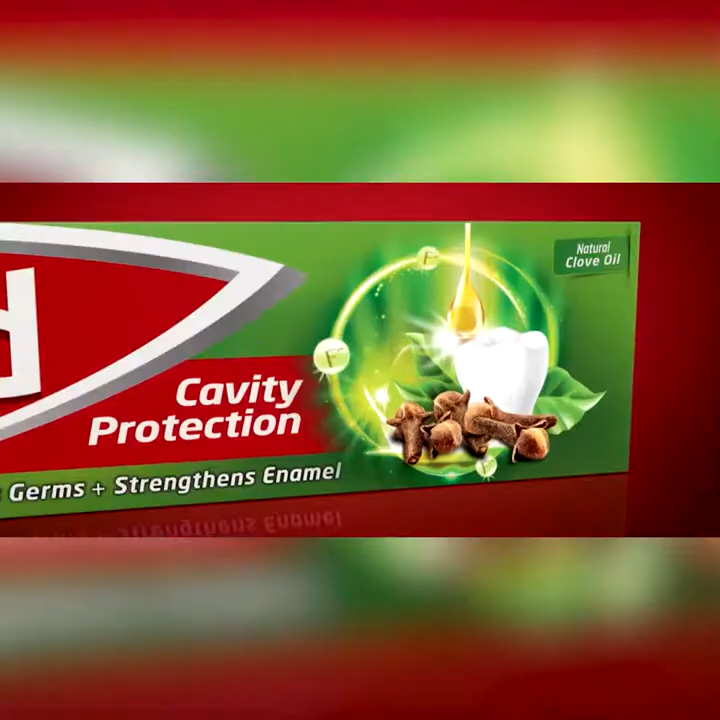 Natural
Clove Oil
d
Cavity
Protection
Germs + Strengthens Enamel
F
F